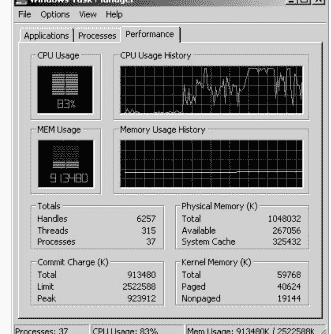 Windows Task Manager
File Options View Help
Applications Processes Performance
CPU Usage CPU Usage History
83%
MEM Usage Memory Usage History
913480
Totals Physical Memory (K)
Handles 6257 Total 1048032
Threads 315 Available 267056
Processes 37 System Cache 325432
Commit Charge (K) Kernel Memory (K)
Total 913480 Total 59768
Limit 2522588 Paged 40624
Peak 923912 Nonpaged 19144
Processes: 37 CPU Usage: 83% Mem Usage: 913480K / 2522588K